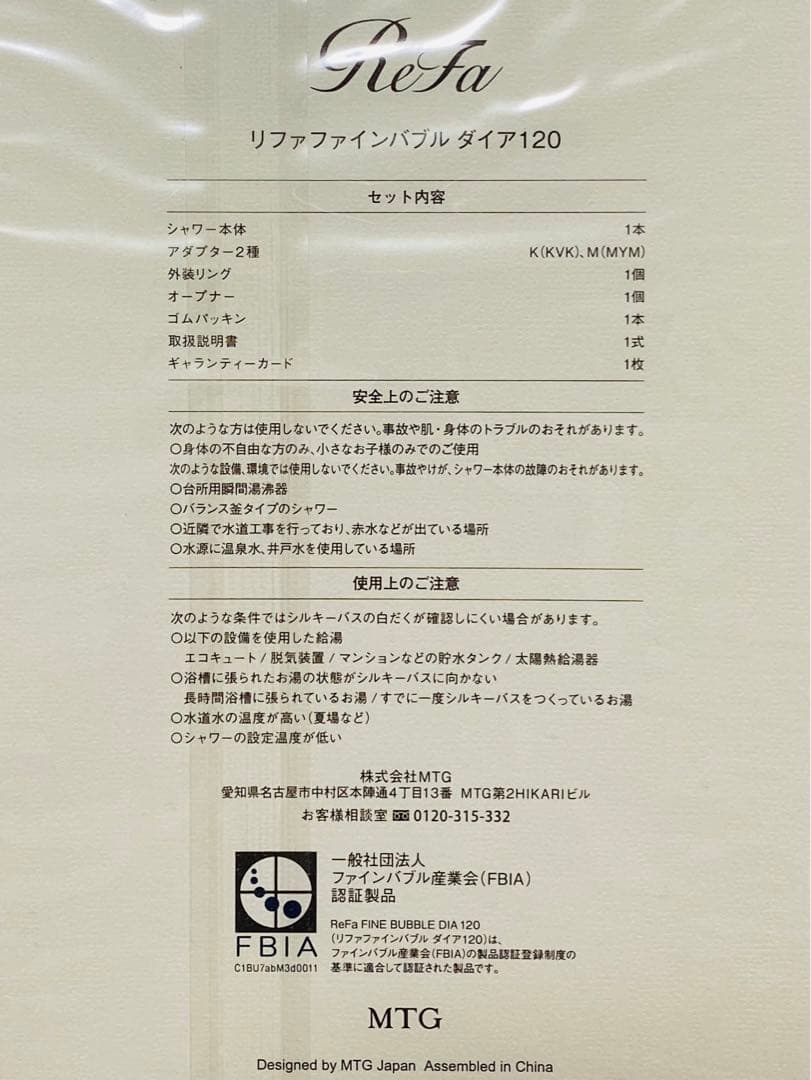 ReFa
リファファインバブル ダイア120
セット内容
シャワー本体 1本
アダプター2種 K(KVK)、M(MYM)
外装リング 1個
オープナー 1個
ゴムパッキン 1本
取扱説明書 1式
ギャランティーカード 1枚
安全上のご注意
次のような方は使用しないでください。事故や肌・身体のトラブルのおそれがあります。
○身体の不自由な方のみ、小さなお子様のみでのご使用
次のような設備、環境では使用しないでください。事故やけが、シャワー本体の故障のおそれがあります。
○台所用瞬間湯沸器
○バランス釜タイプのシャワー
○近隣で水道工事を行っており、赤水などが出ている場所
○水源に温泉水、井戸水を使用している場所
使用上のご注意
次のような条件ではシルキーバスの白だくが確認しにくい場合があります。
○以下の設備を使用した給湯
エコキュート / 脱気装置 / マンションなどの貯水タンク / 太陽熱給湯器
○浴槽に張られたお湯の状態がシルキーバスに向かない
長時間浴槽に張られているお湯 / すでに一度シルキーバスをつくっているお湯
○水道水の温度が高い(夏場など)
○シャワーの設定温度が低い
株式会社MTG
愛知県名古屋市中村区本陣通4丁目13番 MTG第2HIKARIビル
お客様相談室 0120-315-332
一般社団法人
ファインバブル産業会(FBIA)
認証製品
FBIA
C1BU7abM3d0011
ReFa FINE BUBBLE DIA 120
(リファファインバブル ダイア120)は、
ファインバブル産業会(FBIA)の製品認証登録制度の
基準に適合して認証された製品です。
MTG
Designed by MTG Japan Assembled in China